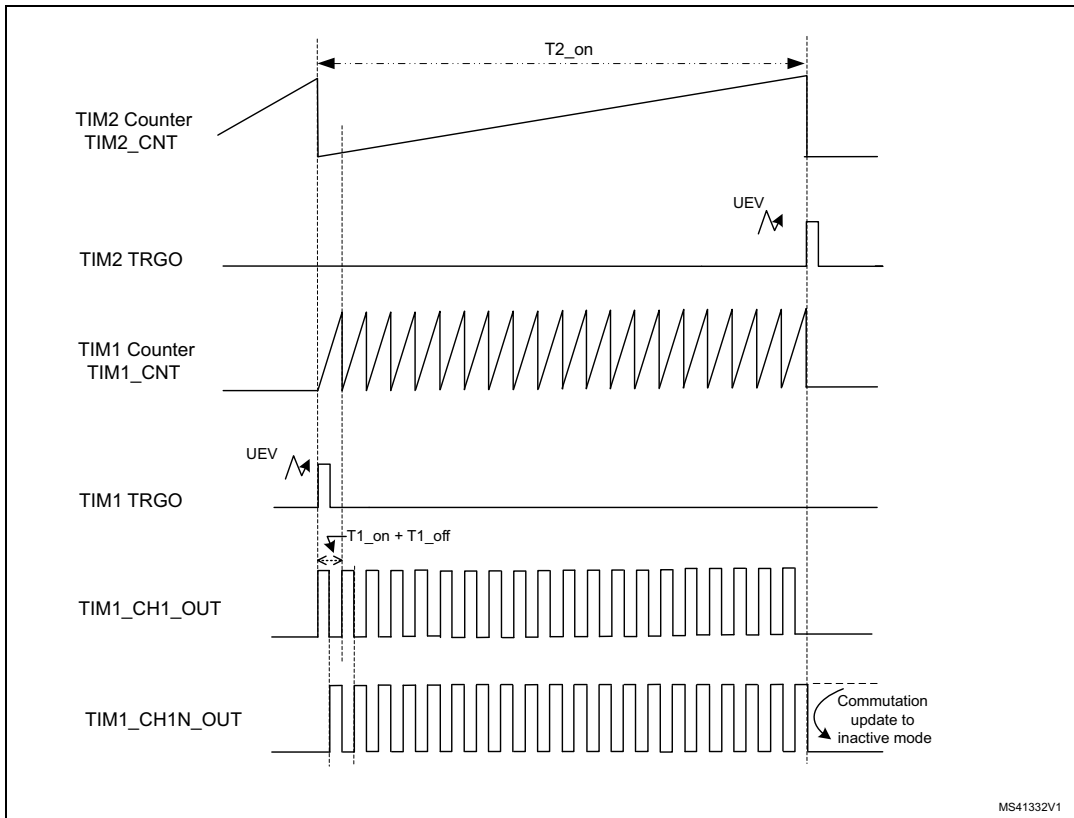 T2_on
TIM2 Counter
TIM2_CNT
UEV
TIM2 TRGO
TIM1 Counter
TIM1_CNT
UEV
TIM1 TRGO
T1_on + T1_off
TIM1_CH1_OUT
TIM1_CH1N_OUT
Commutation
update to
inactive mode
MS41332V1